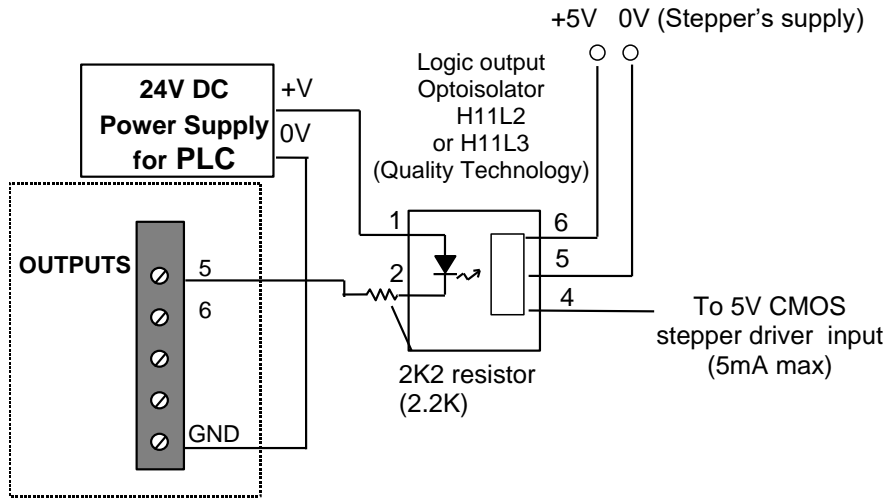 +5V 0V (Stepper's supply)
Logic output
Optoisolator
H11L2
or H11L3
(Quality Technology)
24V DC
Power Supply
for PLC
+V
0V
OUTPUTS
5
6
GND
1
2
6
5
4
2K2 resistor
(2.2K)
To 5V CMOS
stepper driver input
(5mA max)